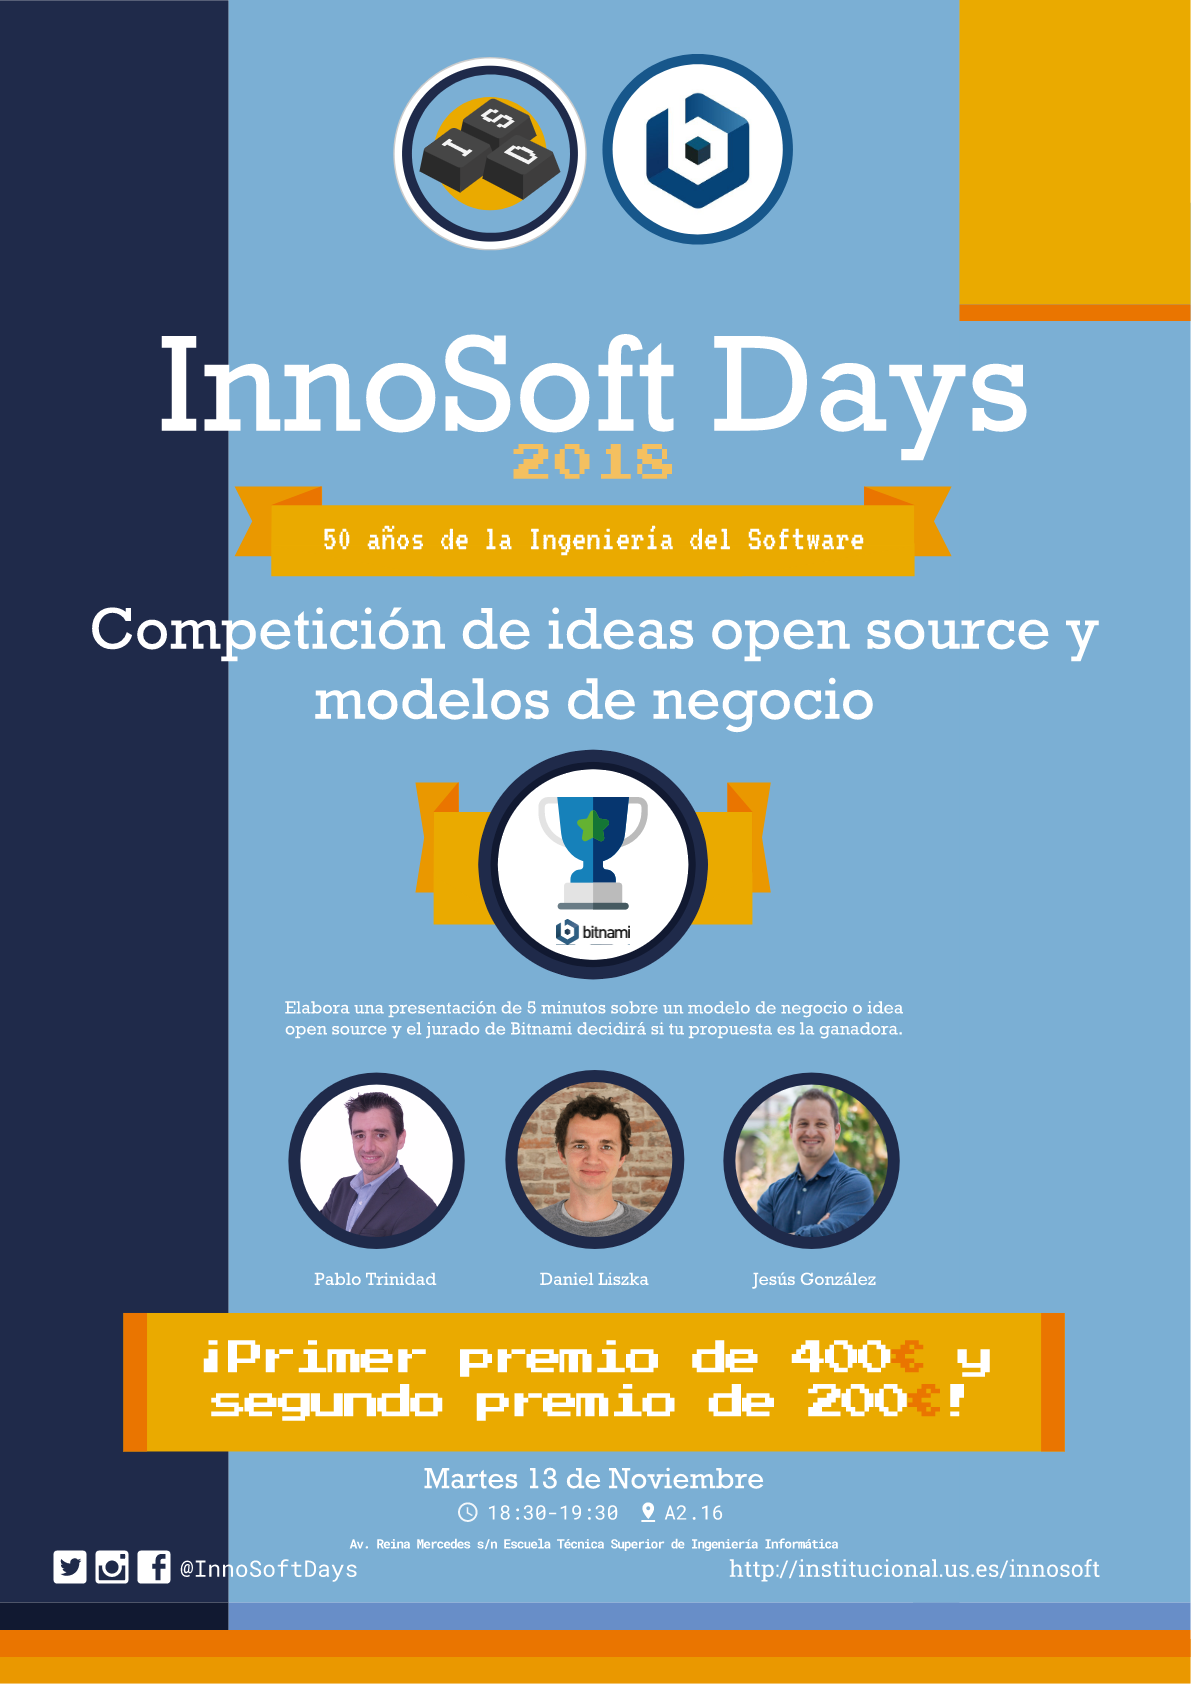 I S D
InnoSoft Days
2018
50 años de la Ingeniería del Software
Competición de ideas open source y
modelos de negocio
bitnami
Elabora una presentación de 5 minutos sobre un modelo de negocio o idea
open source y el jurado de Bitnami decidirá si tu propuesta es la ganadora.
Pablo Trinidad
Daniel Liszka
Jesús González
¡Primer premio de 400€ y
segundo premio de 200€!
Martes 13 de Noviembre
18:30-19:30 A2.16
Av. Reina Mercedes s/n Escuela Técnica Superior de Ingeniería Informática
@InnoSoftDays
http://institucional.us.es/innosoft